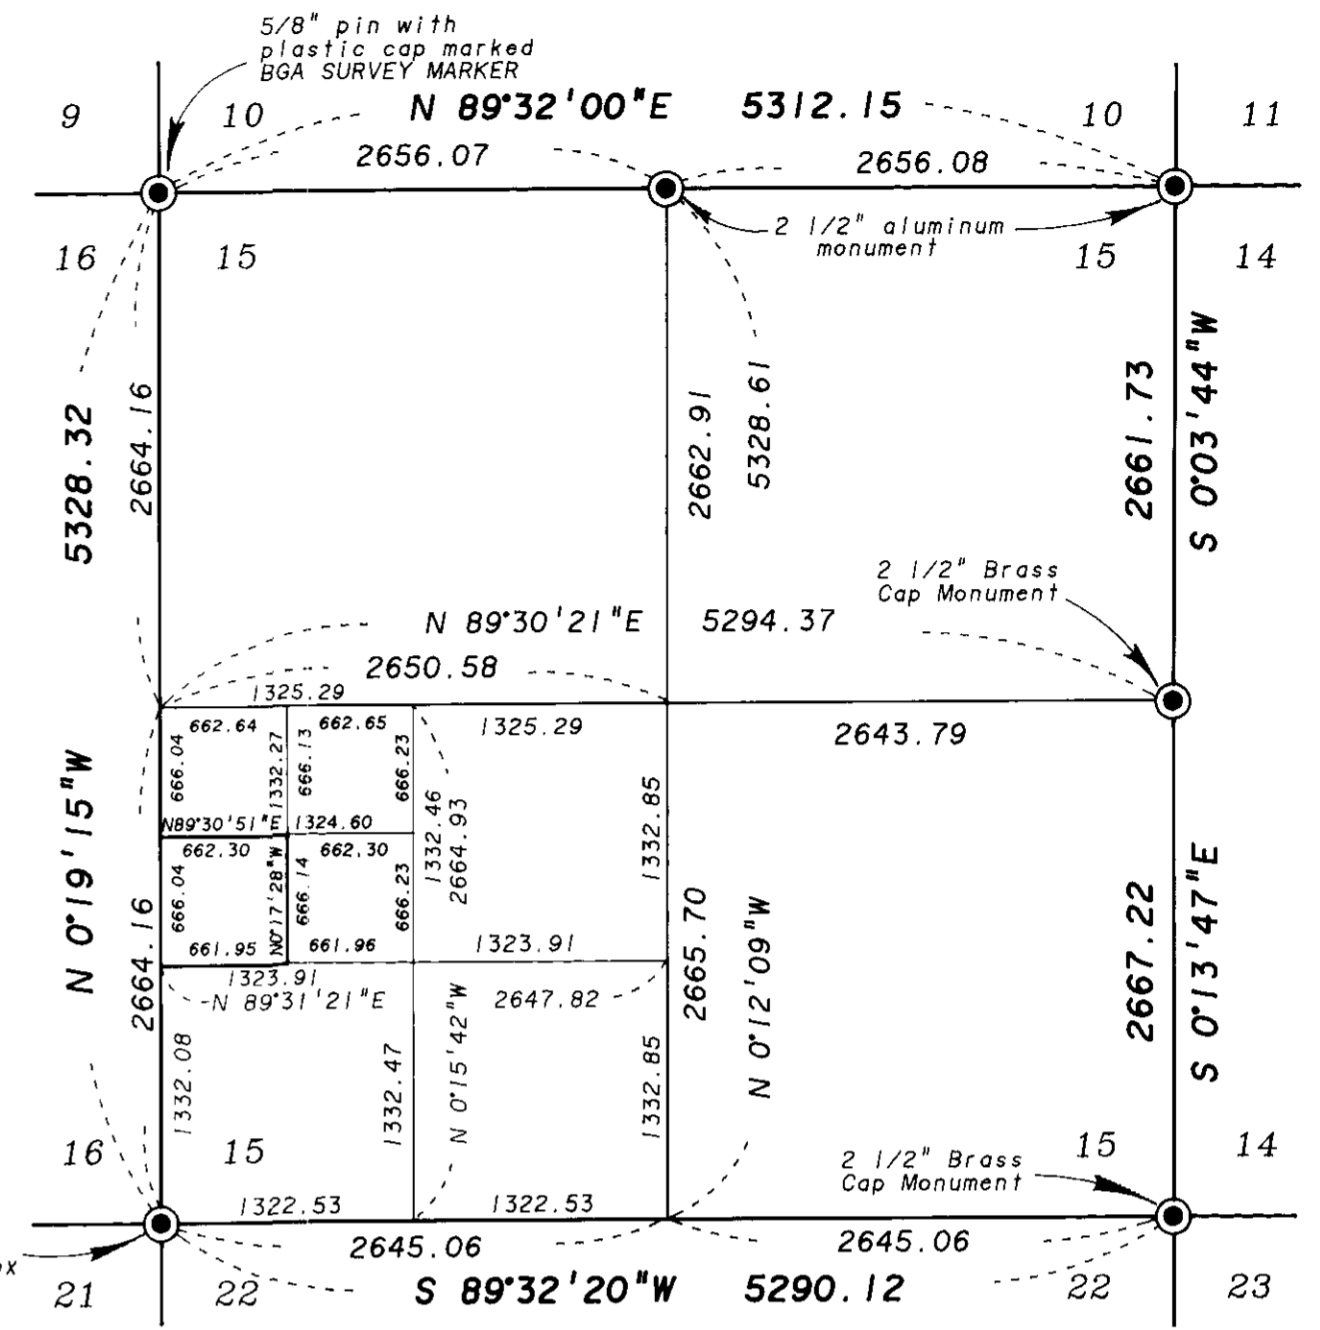 5/8" pin with
plastic cap marked
BGA SURVEY MARKER
9
10
N 89°32'00"E 5312.15
10
11
2656.07
2656.08
2 1/2" aluminum
monument
16
15
15
14
5328.32
2664.16
2662.91
5328.61
2661.73
S 0°03'44"W
2 1/2" Brass
Cap Monument
N 89°30'21"E 5294.37
2650.58
1325.29
662.64
662.65
1325.29
2643.79
666.04
1332.27
666.13
666.23
1332.46
2664.93
1332.85
N89°30'51"E 1324.60
662.30
662.30
666.04
N0°17'28"W
666.14
666.23
661.95
661.96
1323.91
1323.91
N 89°31'21"E
2647.82
N 0°19'15"W
2664.16
2665.70
N 0°12'09"W
2667.22
S 0°13'47"E
1332.08
1332.47
N 0°15'42"W
1332.85
16
15
15
14
2 1/2" Brass
Cap Monument
1322.53
1322.53
2645.06
2645.06
21
22
S 89°32'20"W 5290.12
22
23